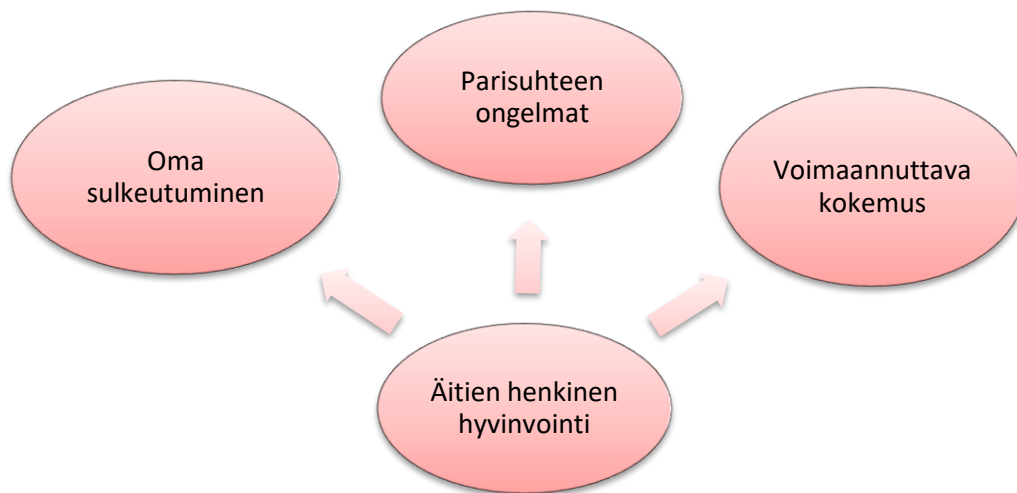 Parisuhteen
ongelmat
Oma
sulkeutuminen
Voimaannuttava
kokemus
Äitien henkinen
hyvinvointi